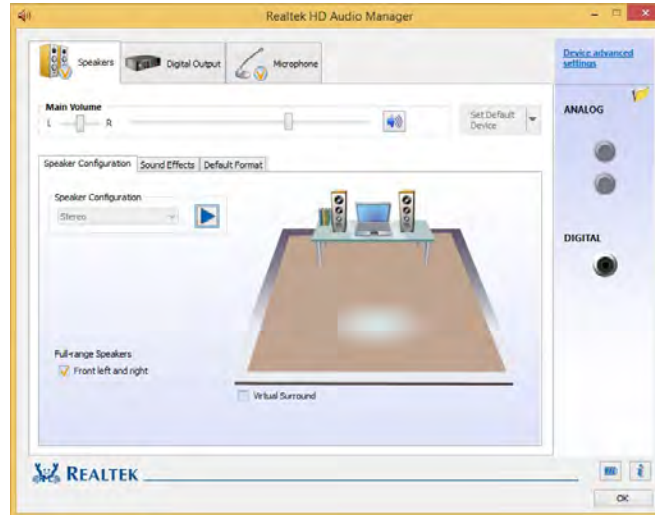 Realtek HD Audio Manager
Speakers
Digital Output
Microphone
Device advanced
settings
Main Volume
L
R
Set Default
Device
ANALOG
Speaker Configuration
Sound Effects
Default Format
Speaker Configuration
Stereo
DIGITAL
Full-range Speakers
Front left and right
Virtual Surround
REALTEK
i
OK